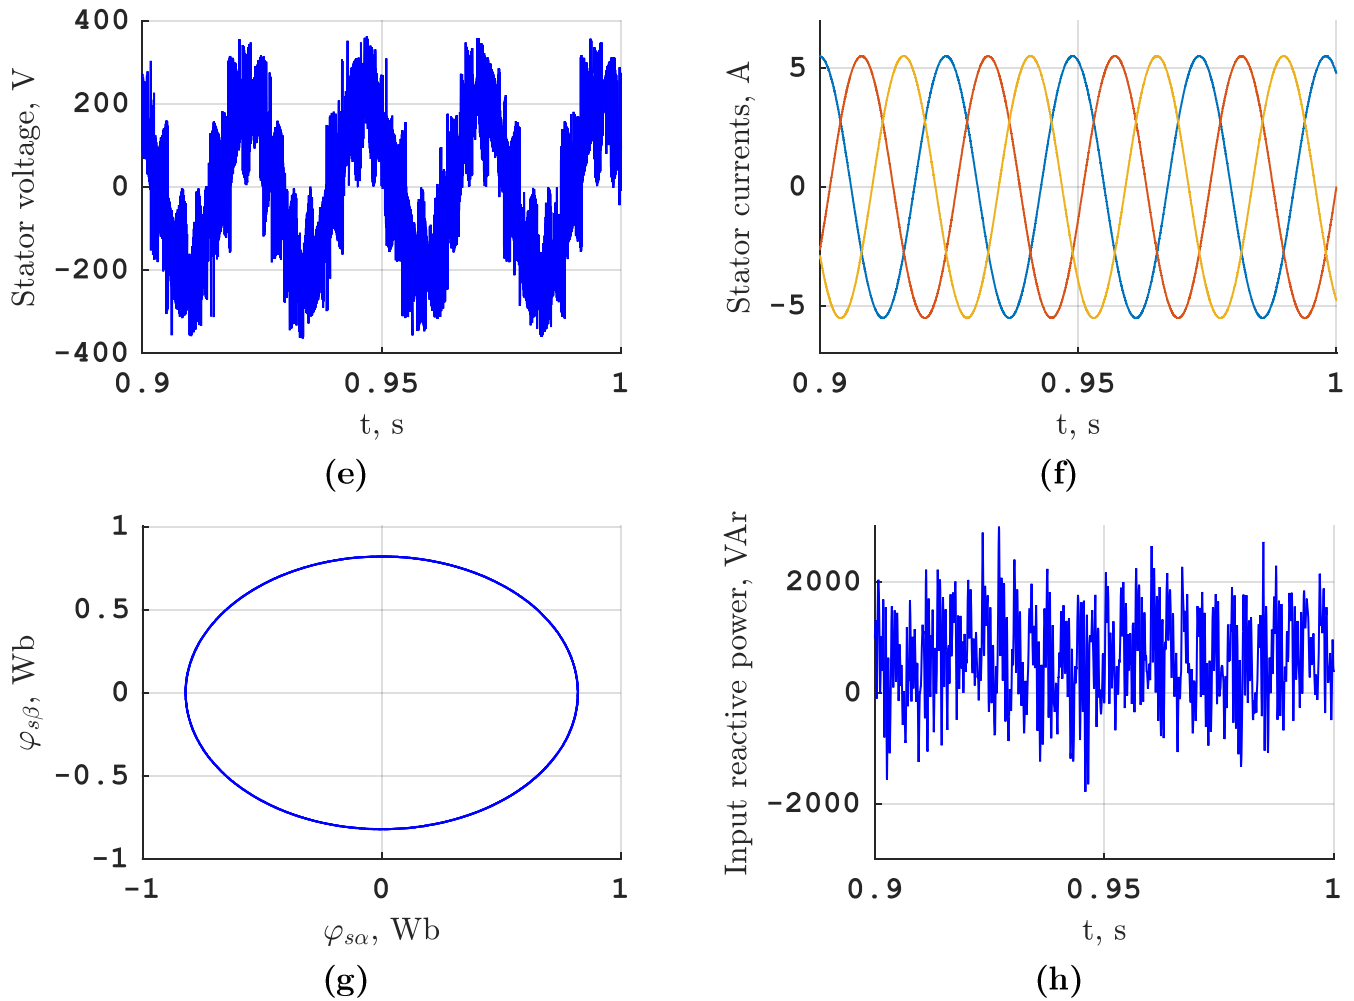 Stator voltage, V
400
200
0
-200
-400
0.9
0.95
1
t, s
(e)
Stator currents, A
5
0
-5
0.9
0.95
1
t, s
(f)
φsβ, Wb
1
0.5
0
-0.5
-1
-1
0
1
φsα, Wb
(g)
Input reactive power, VAr
2000
0
-2000
0.9
0.95
1
t, s
(h)